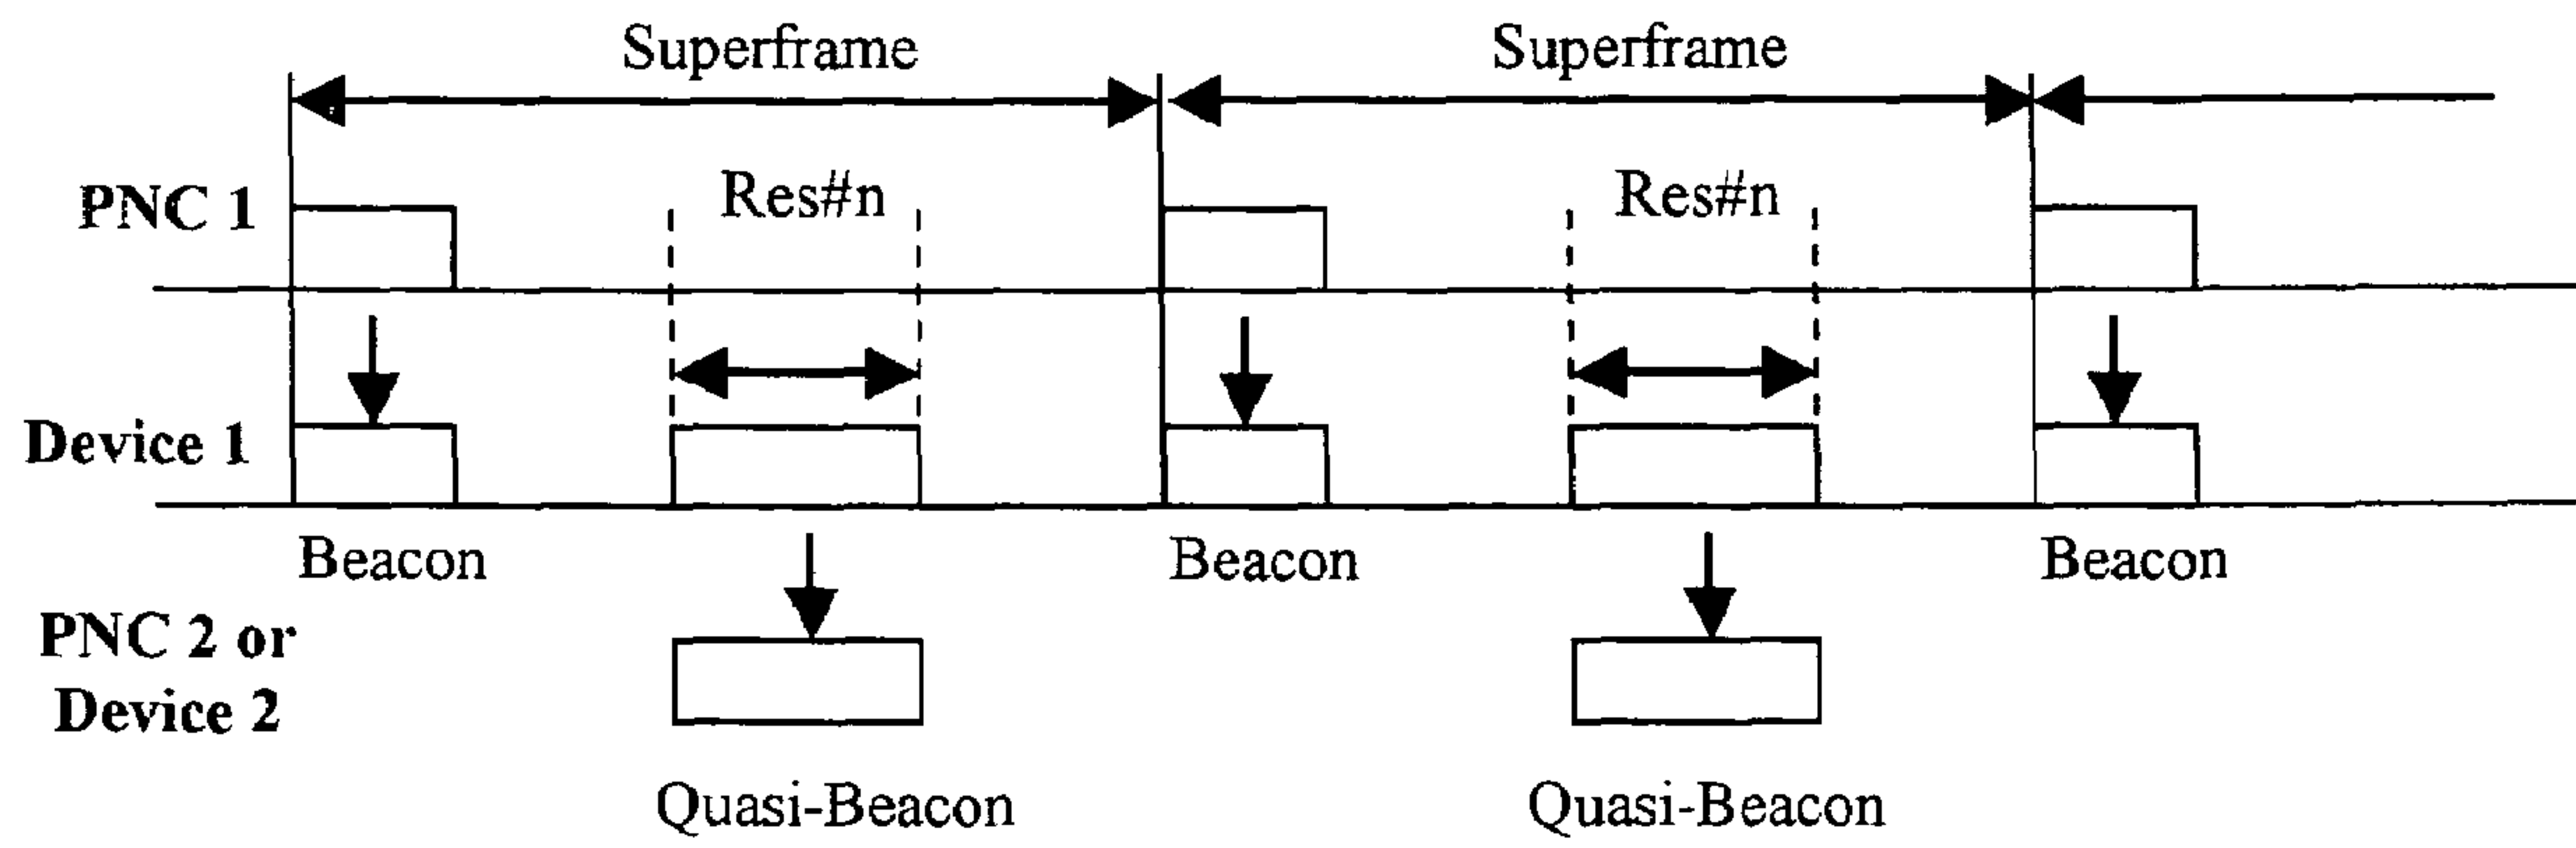 Superframe Superframe
PNC 1 Res#n Res#n
Device 1
Beacon Beacon Beacon
PNC 2 or
Device 2
Quasi-Beacon Quasi-Beacon